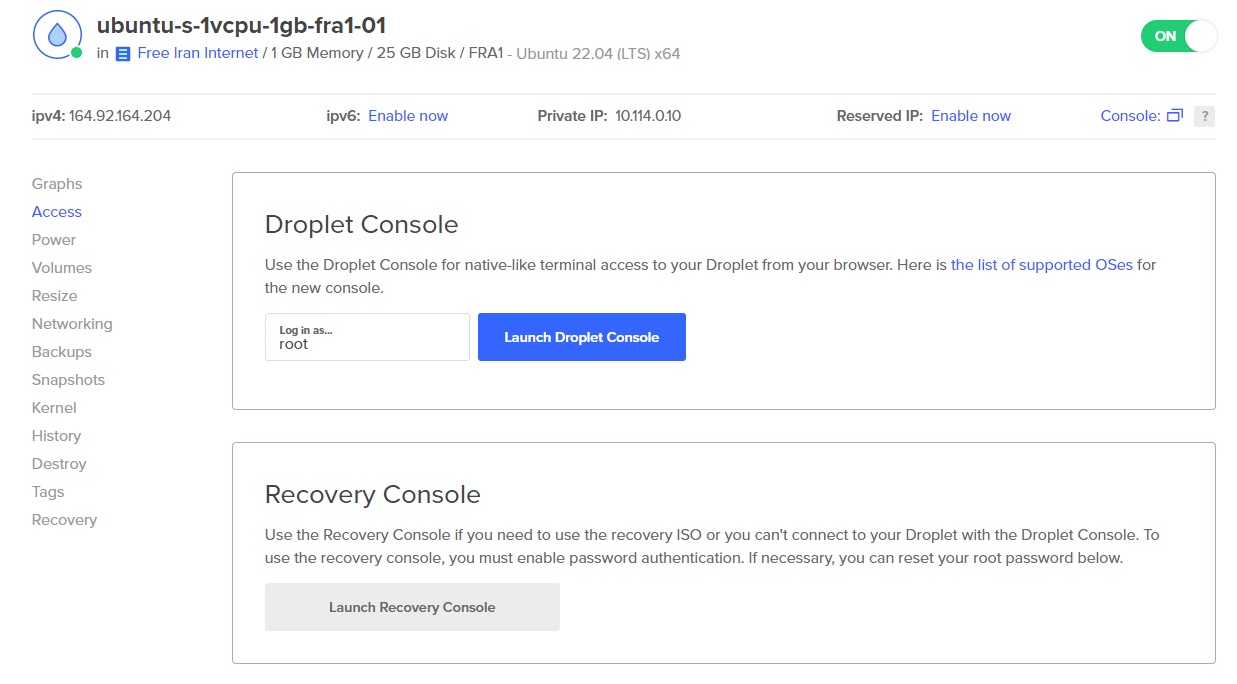 ubuntu-s-1vcpu-1gb-fra1-01
in Free Iran Internet / 1 GB Memory / 25 GB Disk / FRA1 - Ubuntu 22.04 (LTS) x64
ON
ipv4: 164.92.164.204 ipv6: Enable now Private IP: 10.114.0.10 Reserved IP: Enable now Console: ?
Graphs
Access
Power
Volumes
Resize
Networking
Backups
Snapshots
Kernel
History
Destroy
Tags
Recovery
Droplet Console
Use the Droplet Console for native-like terminal access to your Droplet from your browser. Here is the list of supported OSes for
the new console.
Log in as...
root
Launch Droplet Console
Recovery Console
Use the Recovery Console if you need to use the recovery ISO or you can't connect to your Droplet with the Droplet Console. To
use the recovery console, you must enable password authentication. If necessary, you can reset your root password below.
Launch Recovery Console